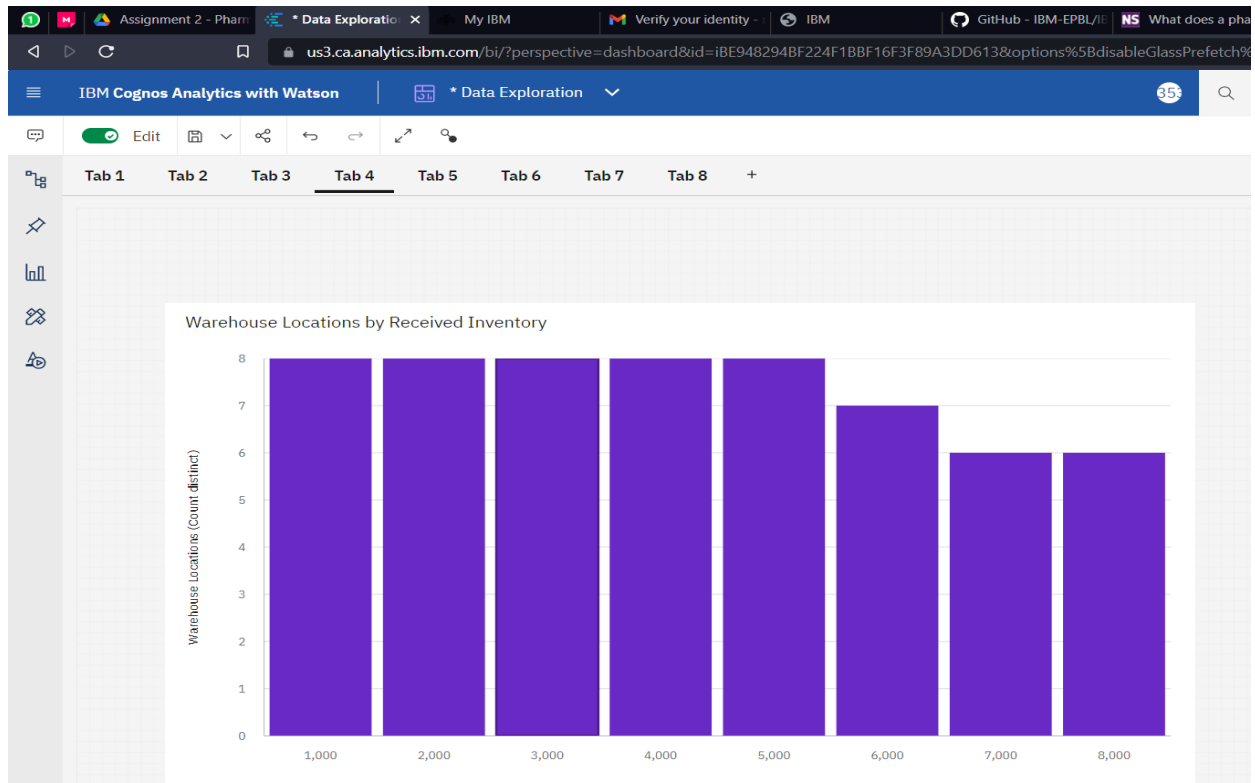 Assignment 2 - Pharm
* Data Exploratio
My IBM
Verify your identity -
IBM
GitHub - IBM-EPBL/IB
NS What does a pha
us3.ca.analytics.ibm.com/bi/?perspective=dashboard&id=iBE948294BF224F1BBF16F3F89A3DD613&options%5BdisableGlassPrefetch%
IBM Cognos Analytics with Watson
* Data Exploration
353
Edit
Tab 1 Tab 2 Tab 3 Tab 4 Tab 5 Tab 6 Tab 7 Tab 8 +
Warehouse Locations by Received Inventory
Warehouse Locations (Count distinct)
8
7
6
5
4
3
2
1
0
1,000 2,000 3,000 4,000 5,000 6,000 7,000 8,000